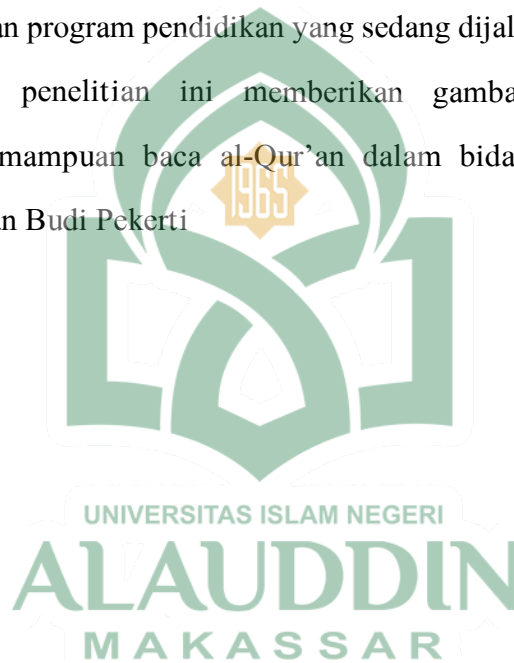 an program pendidikan yang sedang dijal
penelitian ini memberikan gamba
mampuan baca al-Qur’an dalam bida
an Budi Pekerti
1965
UNIVERSITAS ISLAM NEGERI
ALAUDDIN
MAKASSAR